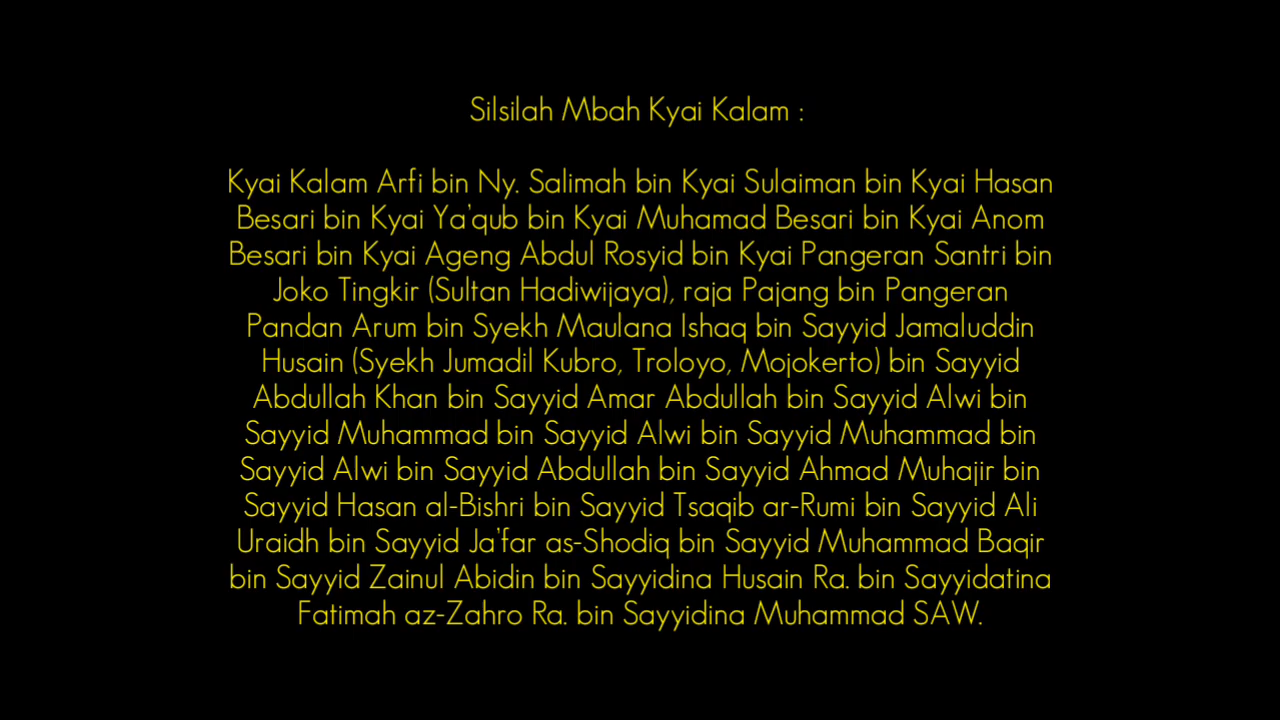 Silsilah Mbah Kyai Kalam :
Kyai Kalam Arfi bin Ny. Salimah bin Kyai Sulaiman bin Kyai Hasan
Besari bin Kyai Ya'qub bin Kyai Muhamad Besari bin Kyai Anom
Besari bin Kyai Ageng Abdul Rosyid bin Kyai Pangeran Santri bin
Joko Tingkir (Sultan Hadiwijaya), raja Pajang bin Pangeran
Pandan Arum bin Syekh Maulana Ishaq bin Sayyid Jamaluddin
Husain (Syekh Jumadil Kubro, Troloyo, Mojokerto) bin Sayyid
Abdullah Khan bin Sayyid Amar Abdullah bin Sayyid Alwi bin
Sayyid Muhammad bin Sayyid Alwi bin Sayyid Muhammad bin
Sayyid Alwi bin Sayyid Abdullah bin Sayyid Ahmad Muhajir bin
Sayyid Hasan al-Bishri bin Sayyid Tsaqib ar-Rumi bin Sayyid Ali
Uraidh bin Sayyid Ja'far as-Shodiq bin Sayyid Muhammad Baqir
bin Sayyid Zainul Abidin bin Sayyidina Husain Ra. bin Sayyidatina
Fatimah az-Zahro Ra. bin Sayyidina Muhammad SAW.